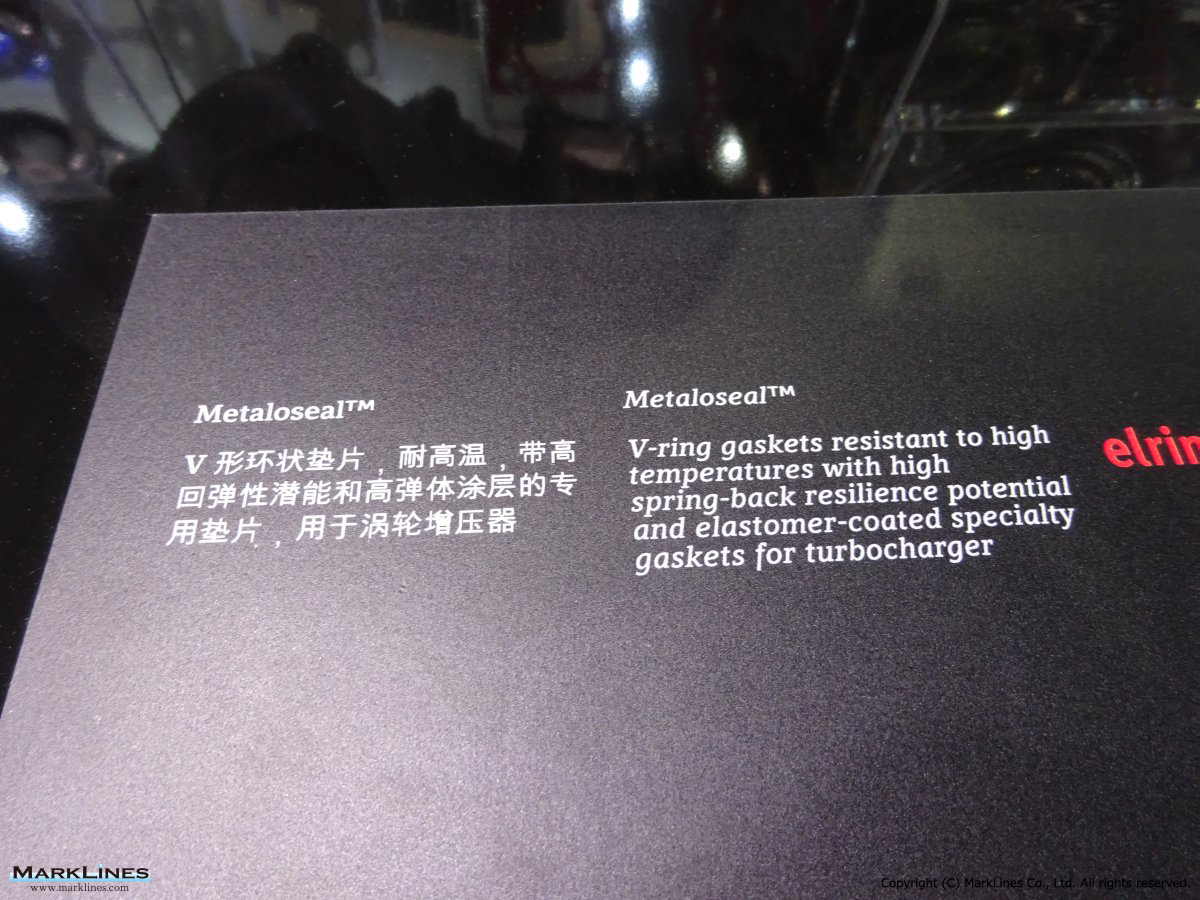 Metaloseal™
V 形环状垫片，耐高温，带高
回弹性潜能和高弹体涂层的专
用垫片，用于涡轮增压器
Metaloseal™
V-ring gaskets resistant to high
temperatures with high
spring-back resilience potential
and elastomer-coated specialty
gaskets for turbocharger
elrin
MARKLINES
www.marklines.com
Copyright (C) MarkLines Co., Ltd. All rights reserved.